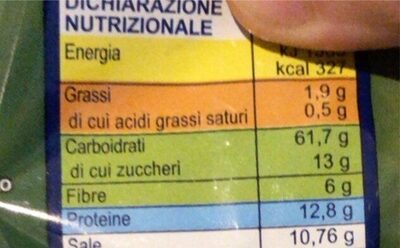 DICHIARAZIONE
NUTRIZIONALE
Energia
kcal 327
Grassi 1,9 g
di cui acidi grassi saturi 0,5 g
Carboidrati 61,7 g
di cui zuccheri 13 g
Fibre 6 g
Proteine 12,8 g
Sale 10,76 g